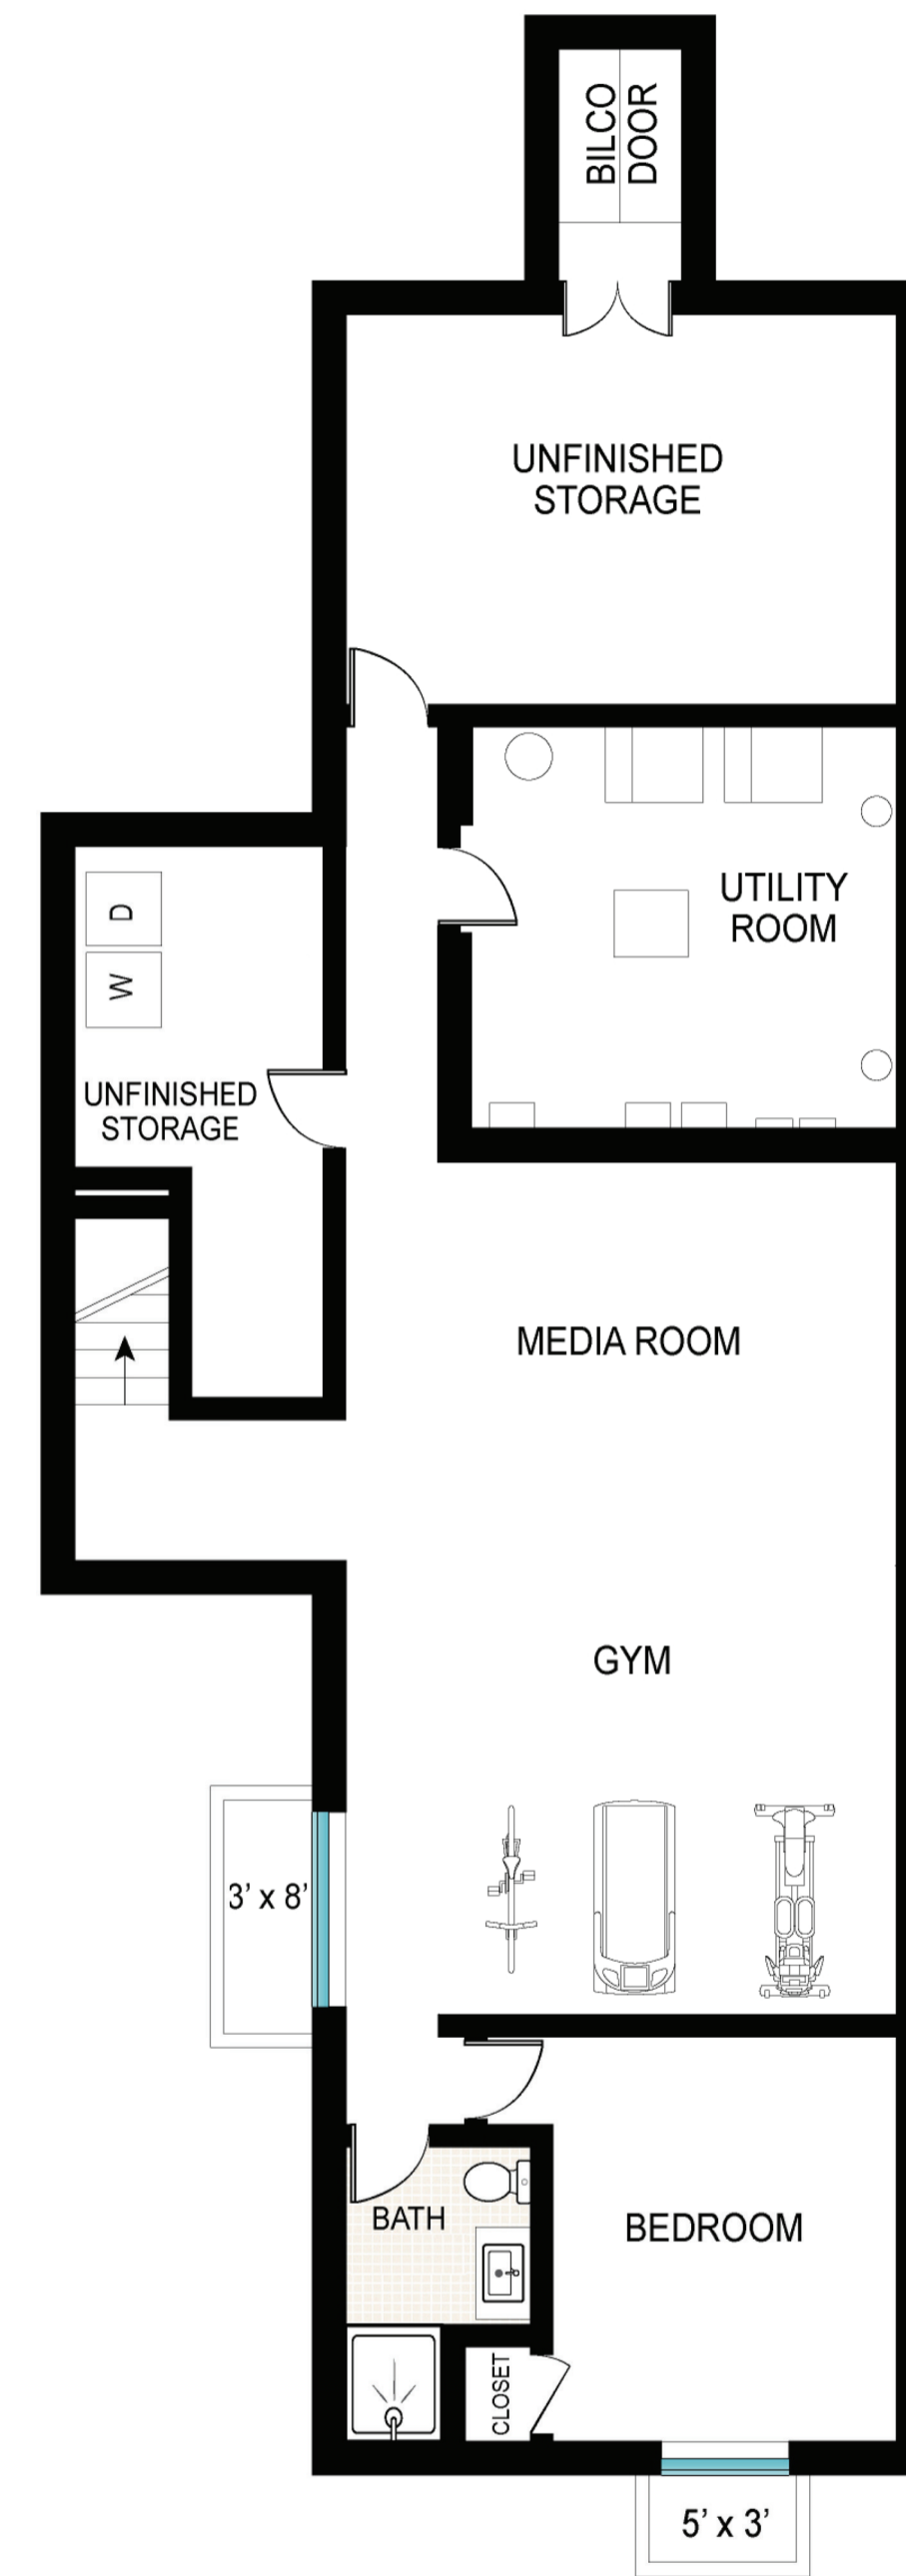 BILCO
DOOR
UNFINISHED
STORAGE
UTILITY
ROOM
D
W
UNFINISHED
STORAGE
MEDIA ROOM
GYM
3’ x 8’
BATH
BEDROOM
CLOSET
5’ x 3’